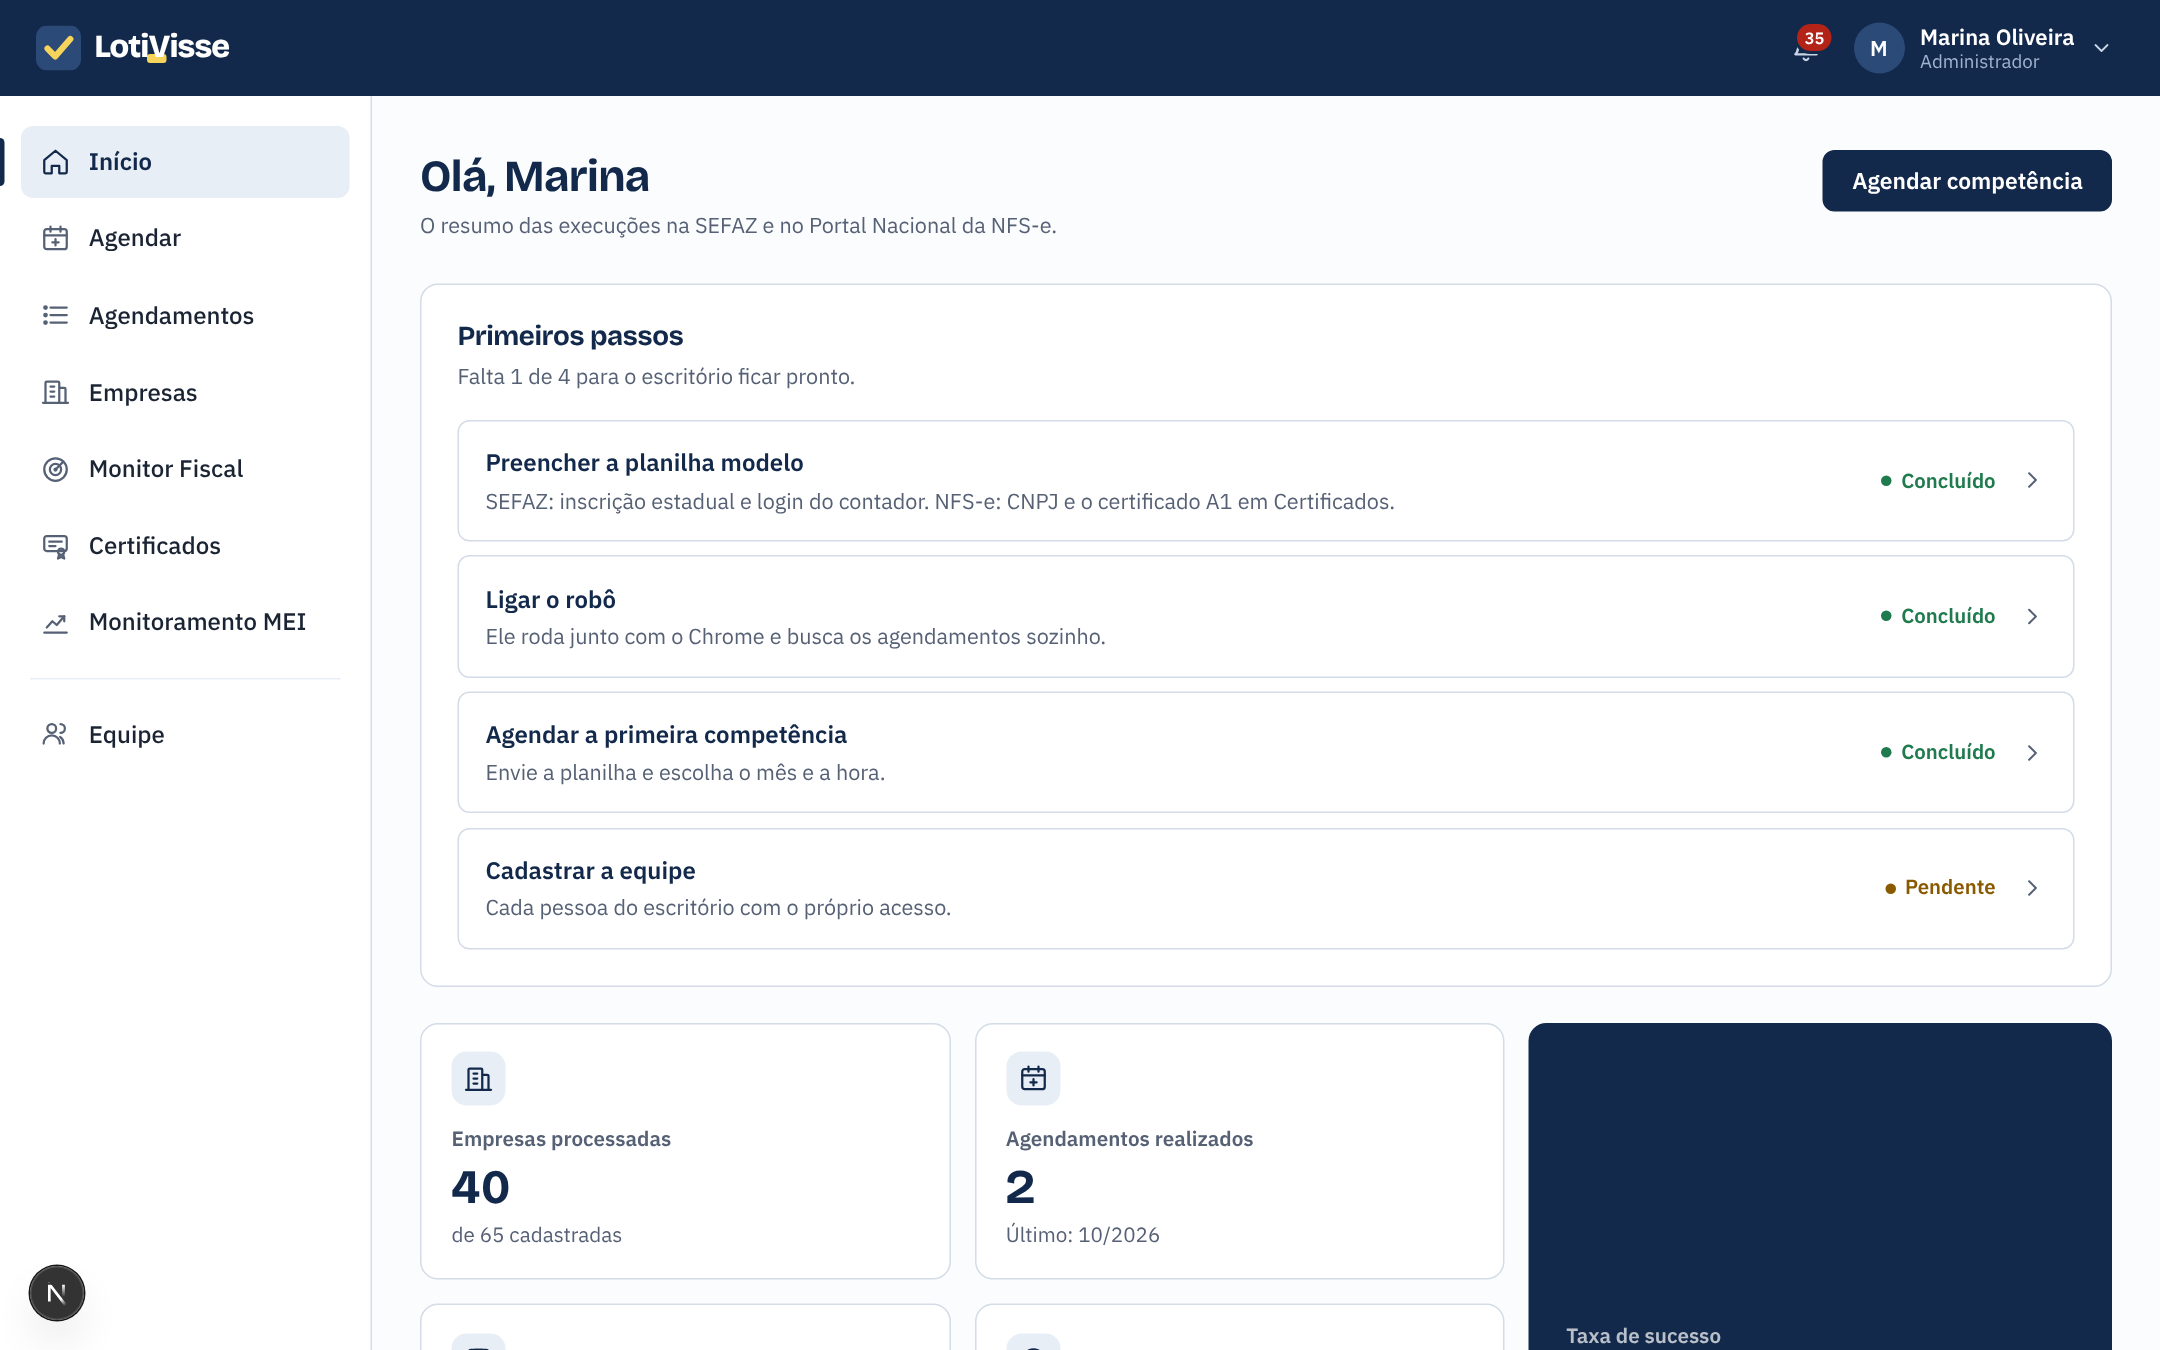 LotiVisse
35
M
Marina Oliveira
Administrador
Início
Agendar
Agendamentos
Empresas
Monitor Fiscal
Certificados
Monitoramento MEI
Equipe
N
Olá, Marina
O resumo das execuções na SEFAZ e no Portal Nacional da NFS-e.
Agendar competência
Primeiros passos
Falta 1 de 4 para o escritório ficar pronto.
Preencher a planilha modelo
SEFAZ: inscrição estadual e login do contador. NFS-e: CNPJ e o certificado A1 em Certificados.
Concluído
Ligar o robô
Ele roda junto com o Chrome e busca os agendamentos sozinho.
Concluído
Agendar a primeira competência
Envie a planilha e escolha o mês e a hora.
Concluído
Cadastrar a equipe
Cada pessoa do escritório com o próprio acesso.
Pendente
Empresas processadas
40
de 65 cadastradas
Agendamentos realizados
2
Último: 10/2026
Taxa de sucesso